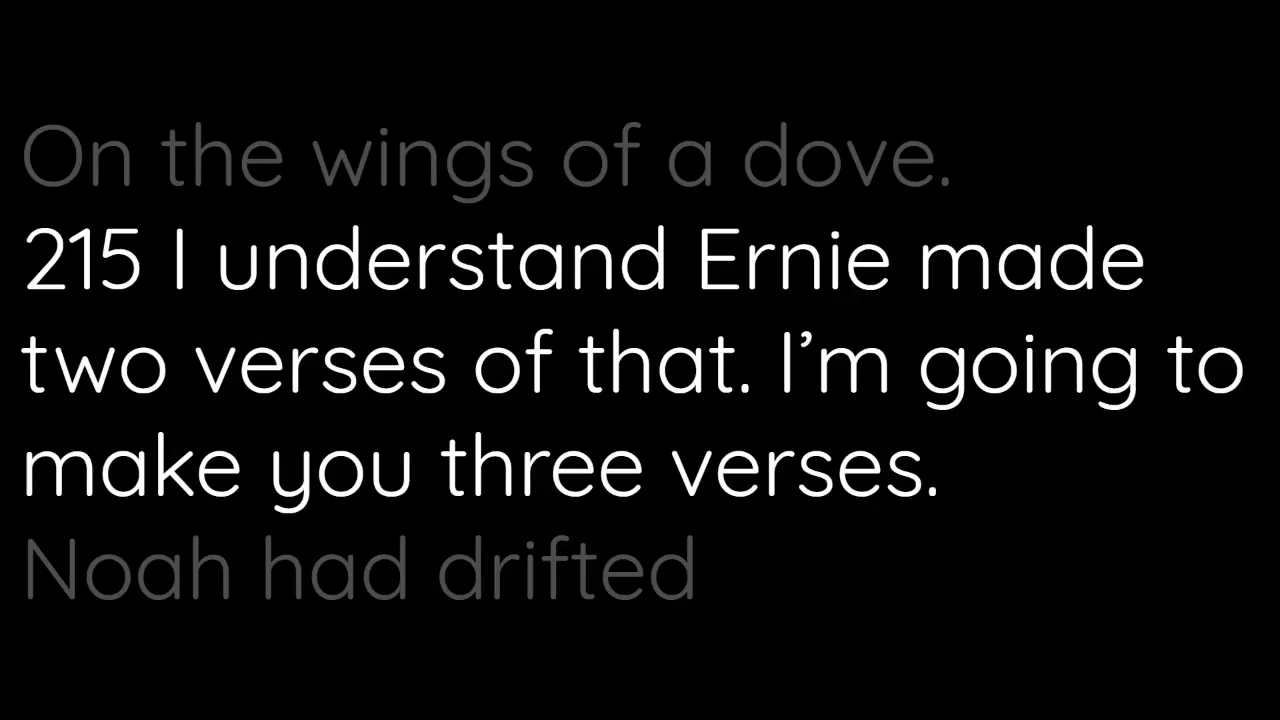 On the wings of a dove.
215 I understand Ernie made
two verses of that. I’m going to
make you three verses.
Noah had drifted